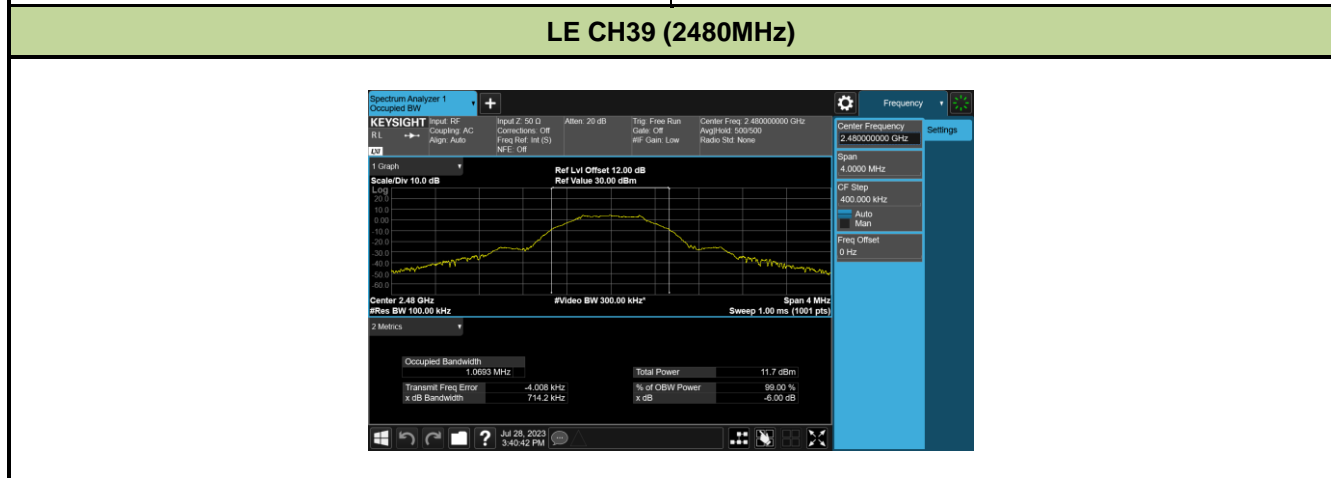 LE CH39 (2480MHz)
Spectrum Analyzer 1
Occupied BW
Frequency
KEYSIGHT
R L
Input: RF
Coupling: AC
Align: Auto
Input Z: 50 Ω
Corrections: Off
Freq Ref: Int (S)
NFE: Off
Atten: 20 dB
Trig: Free Run
Gate: Off
#IF Gain: Low
Center Freq: 2.480000000 GHz
Avg|Hold: 500/500
Radio Std: None
Center Frequency
2.480000000 GHz
Settings
Span
4.0000 MHz
CF Step
400.000 kHz
Auto
Man
Freq Offset
0 Hz
1 Graph
Scale/Div 10.0 dB
Ref Lvl Offset 12.00 dB
Ref Value 30.00 dBm
Log
20.0
10.0
0.00
-10.0
-20.0
-30.0
-40.0
-50.0
-60.0
Center 2.48 GHz
#Video BW 300.00 kHz*
Span 4 MHz
#Res BW 100.00 kHz
Sweep 1.00 ms (1001 pts)
2 Metrics
Occupied Bandwidth
1.0693 MHz
Total Power 11.7 dBm
Transmit Freq Error -4.008 kHz
% of OBW Power 99.00 %
x dB Bandwidth 714.2 kHz
x dB -6.00 dB
?
Jul 28, 2023
3:40:42 PM